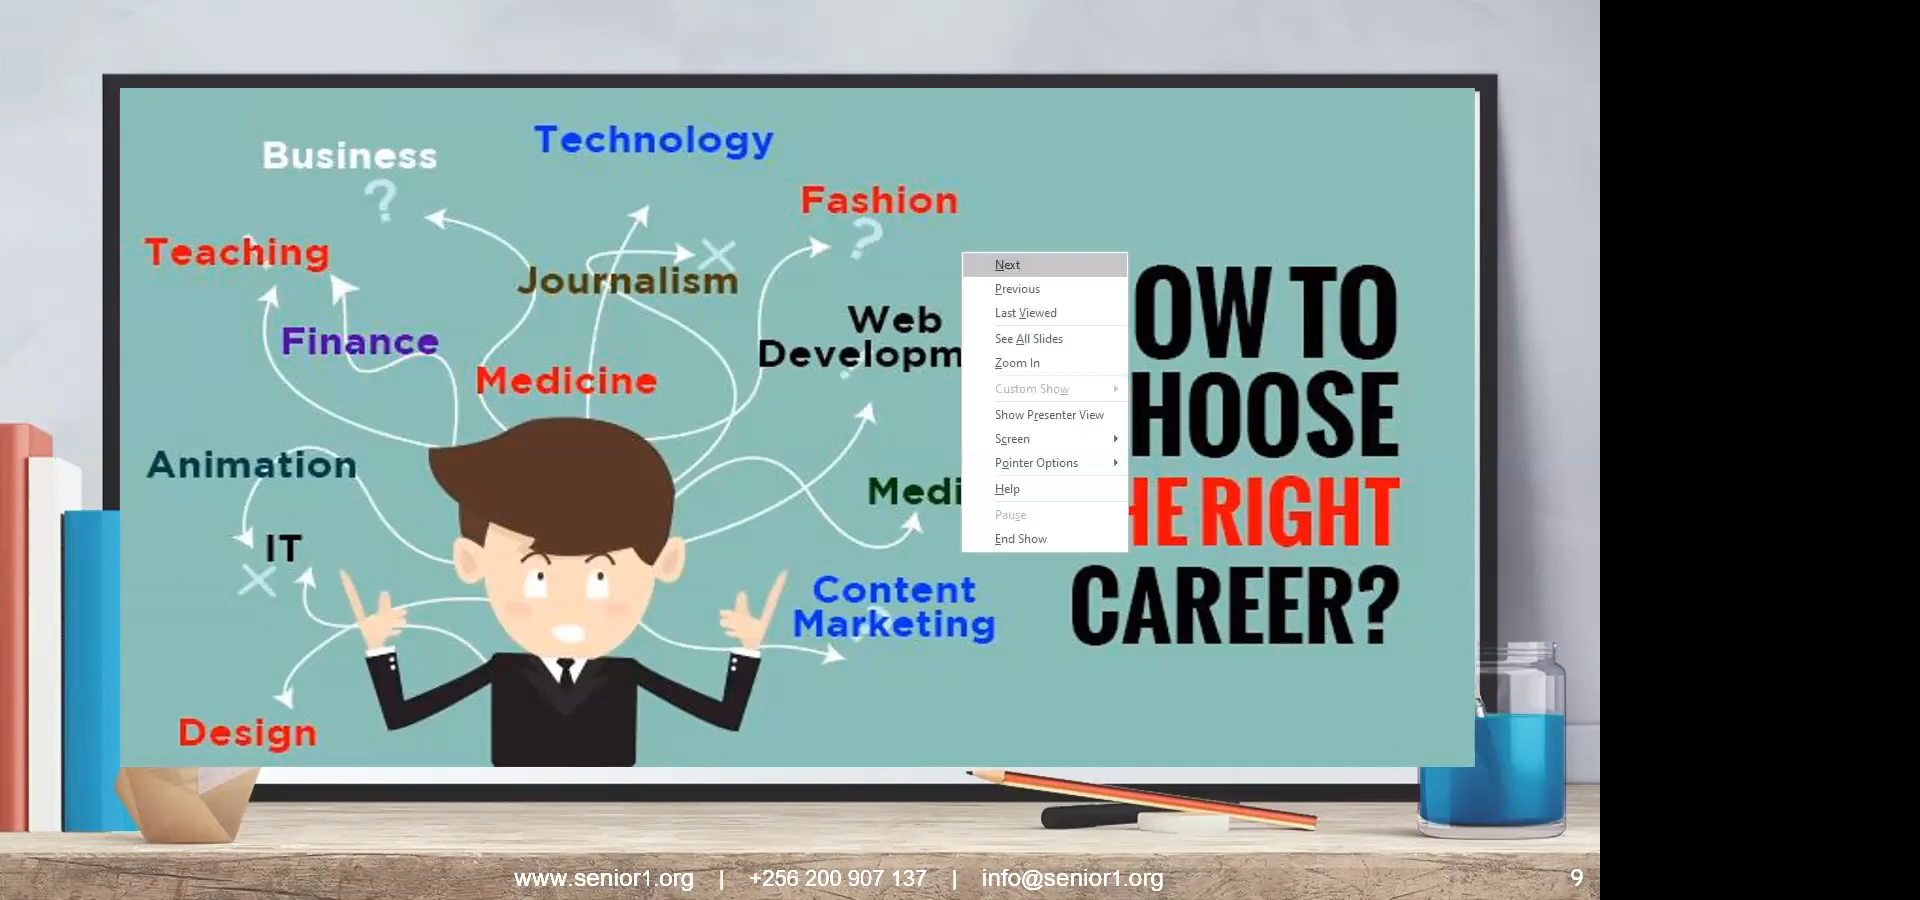 Business
Technology
Fashion
Teaching
Journalism
Finance
Web
Developm
Medicine
Animation
Medi
IT
Content
Marketing
Design
OW TO
HOOSE
HE RIGHT
CAREER?
Next
Previous
Last Viewed
See All Slides
Zoom In
Custom Show
Show Presenter View
Screen
Pointer Options
Help
Pause
End Show
www.senior1.org | +256 200 907 137 | info@senior1.org
9